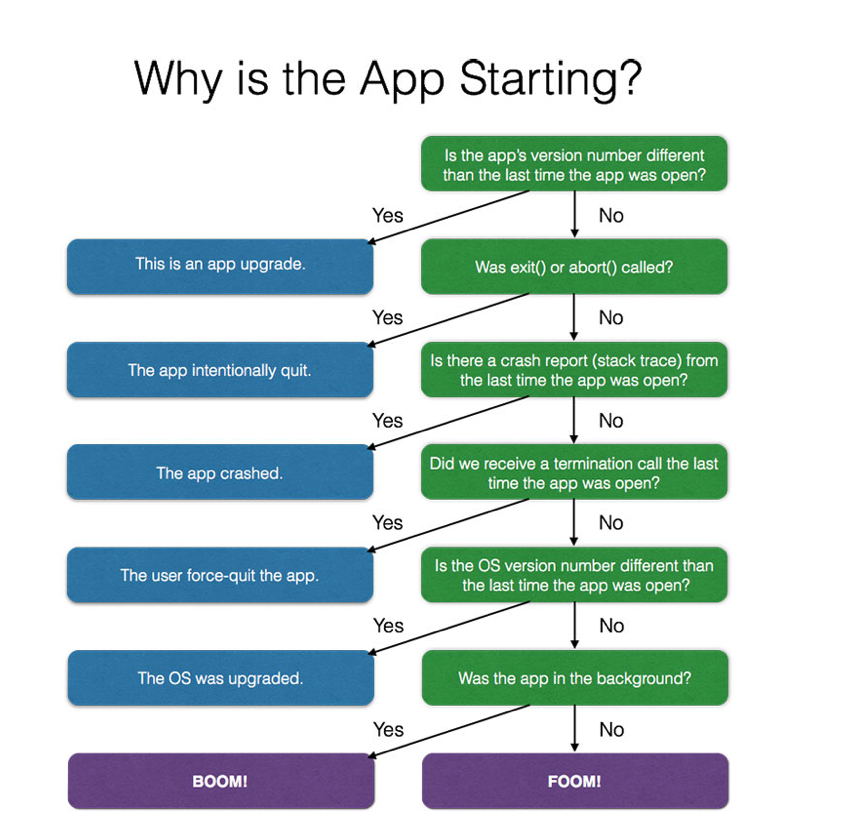 Why is the App Starting?
Is the app's version number different
than the last time the app was open?
Yes
No
This is an app upgrade.
Was exit() or abort() called?
Yes
No
The app intentionally quit.
Is there a crash report (stack trace) from
the last time the app was open?
Yes
No
The app crashed.
Did we receive a termination call the last
time the app was open?
Yes
No
The user force-quit the app.
Is the OS version number different than
the last time the app was open?
Yes
No
The OS was upgraded.
Was the app in the background?
Yes
No
BOOM!
FOOM!